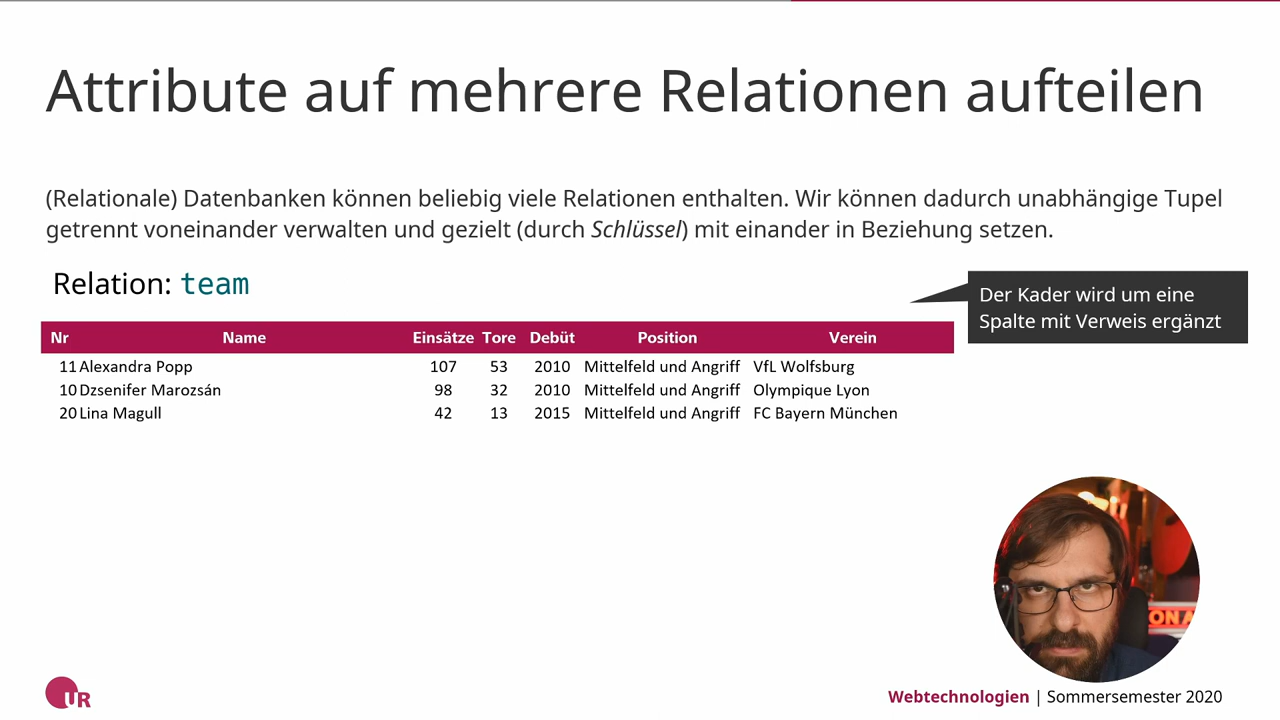 Attribute auf mehrere Relationen aufteilen
(Relationale) Datenbanken können beliebig viele Relationen enthalten. Wir können dadurch unabhängige Tupel
getrennt voneinander verwalten und gezielt (durch Schlüssel) mit einander in Beziehung setzen.
Relation: team
Der Kader wird um eine
Spalte mit Verweis ergänzt
Nr Name Einsätze Tore Debüt Position Verein
11 Alexandra Popp 107 53 2010 Mittelfeld und Angriff VfL Wolfsburg
10 Dzsenifer Marozsán 98 32 2010 Mittelfeld und Angriff Olympique Lyon
20 Lina Magull 42 13 2015 Mittelfeld und Angriff FC Bayern München
ON A
UR
Webtechnologien | Sommersemester 2020